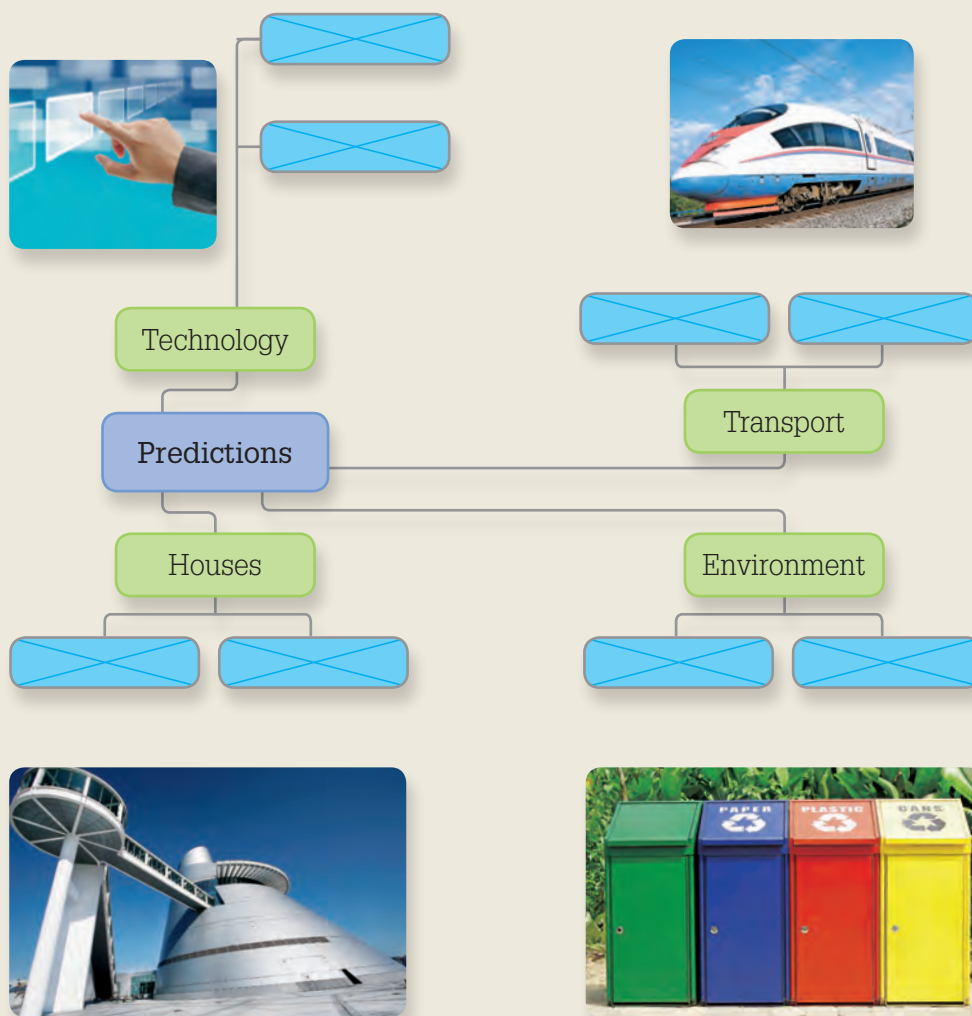 Technology
Transport
Predictions
Houses
Environment
PAPER
PLASTIC
CANS